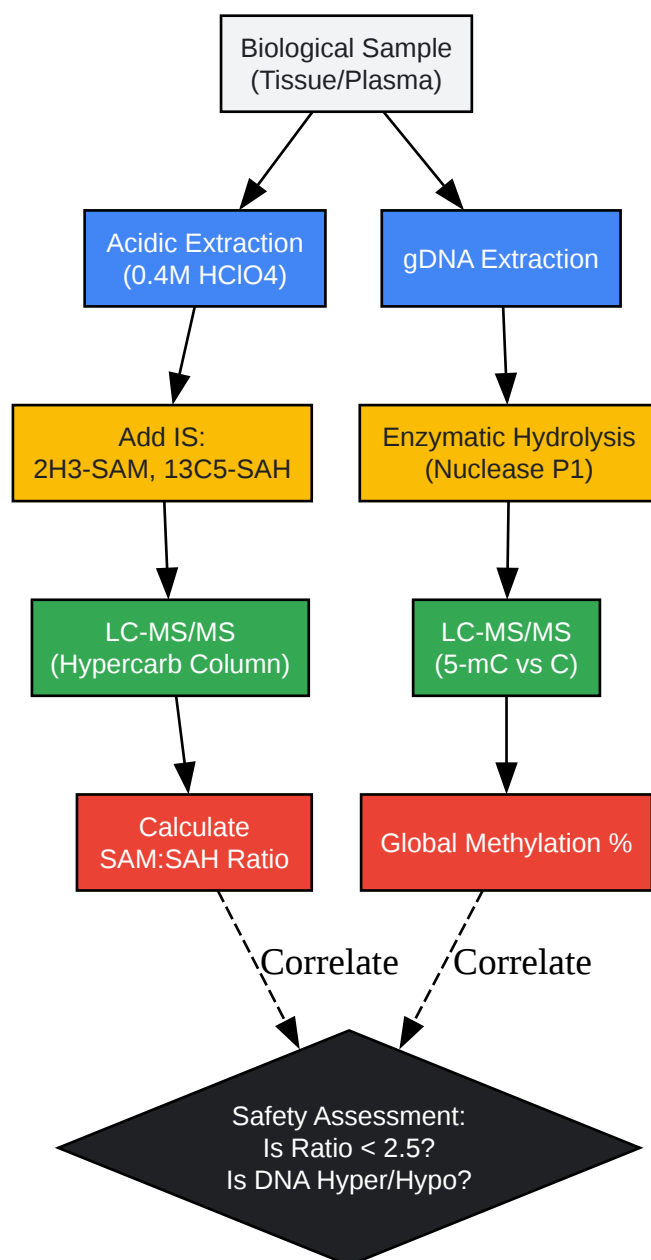 Biological Sample
(Tissue/Plasma)
Acidic Extraction
(0.4M HClO4)
gDNA Extraction
Add IS:
2H3-SAM, 13C5-SAH
Enzymatic Hydrolysis
(Nuclease P1)
LC-MS/MS
(Hypercarb Column)
LC-MS/MS
(5-mC vs C)
Calculate
SAM:SAH Ratio
Global Methylation %
Correlate
Correlate
Safety Assessment:
Is Ratio < 2.5?
Is DNA Hyper/Hypo?